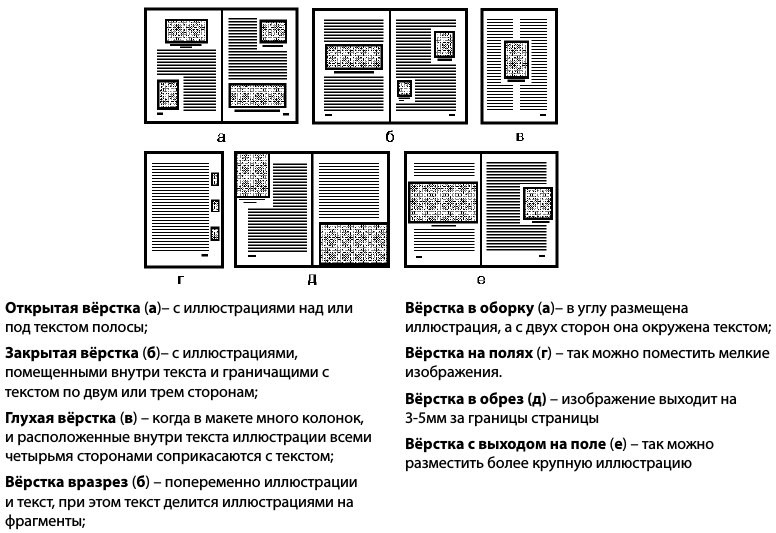 а
б
в
г
д
е
Открытая вёрстка (а)– с иллюстрациями над или
под текстом полосы;
Закрытая вёрстка (б)– с иллюстрациями,
помещенными внутри текста и граничащими с
текстом по двум или трем сторонам;
Глухая вёрстка (в) – когда в макете много колонок,
и расположенные внутри текста иллюстрации всеми
четырьмя сторонами соприкасаются с текстом;
Вёрстка вразрез (б) – попеременно иллюстрации
и текст, при этом текст делится иллюстрациями на
фрагменты;
Вёрстка в оборку (а)– в углу размещена
иллюстрация, а с двух сторон она окружена текстом;
Вёрстка на полях (г) – так можно поместить мелкие
изображения.
Вёрстка в обрез (д) – изображение выходит на
3-5мм за границы страницы
Вёрстка с выходом на поле (е) – так можно
разместить более крупную иллюстрацию